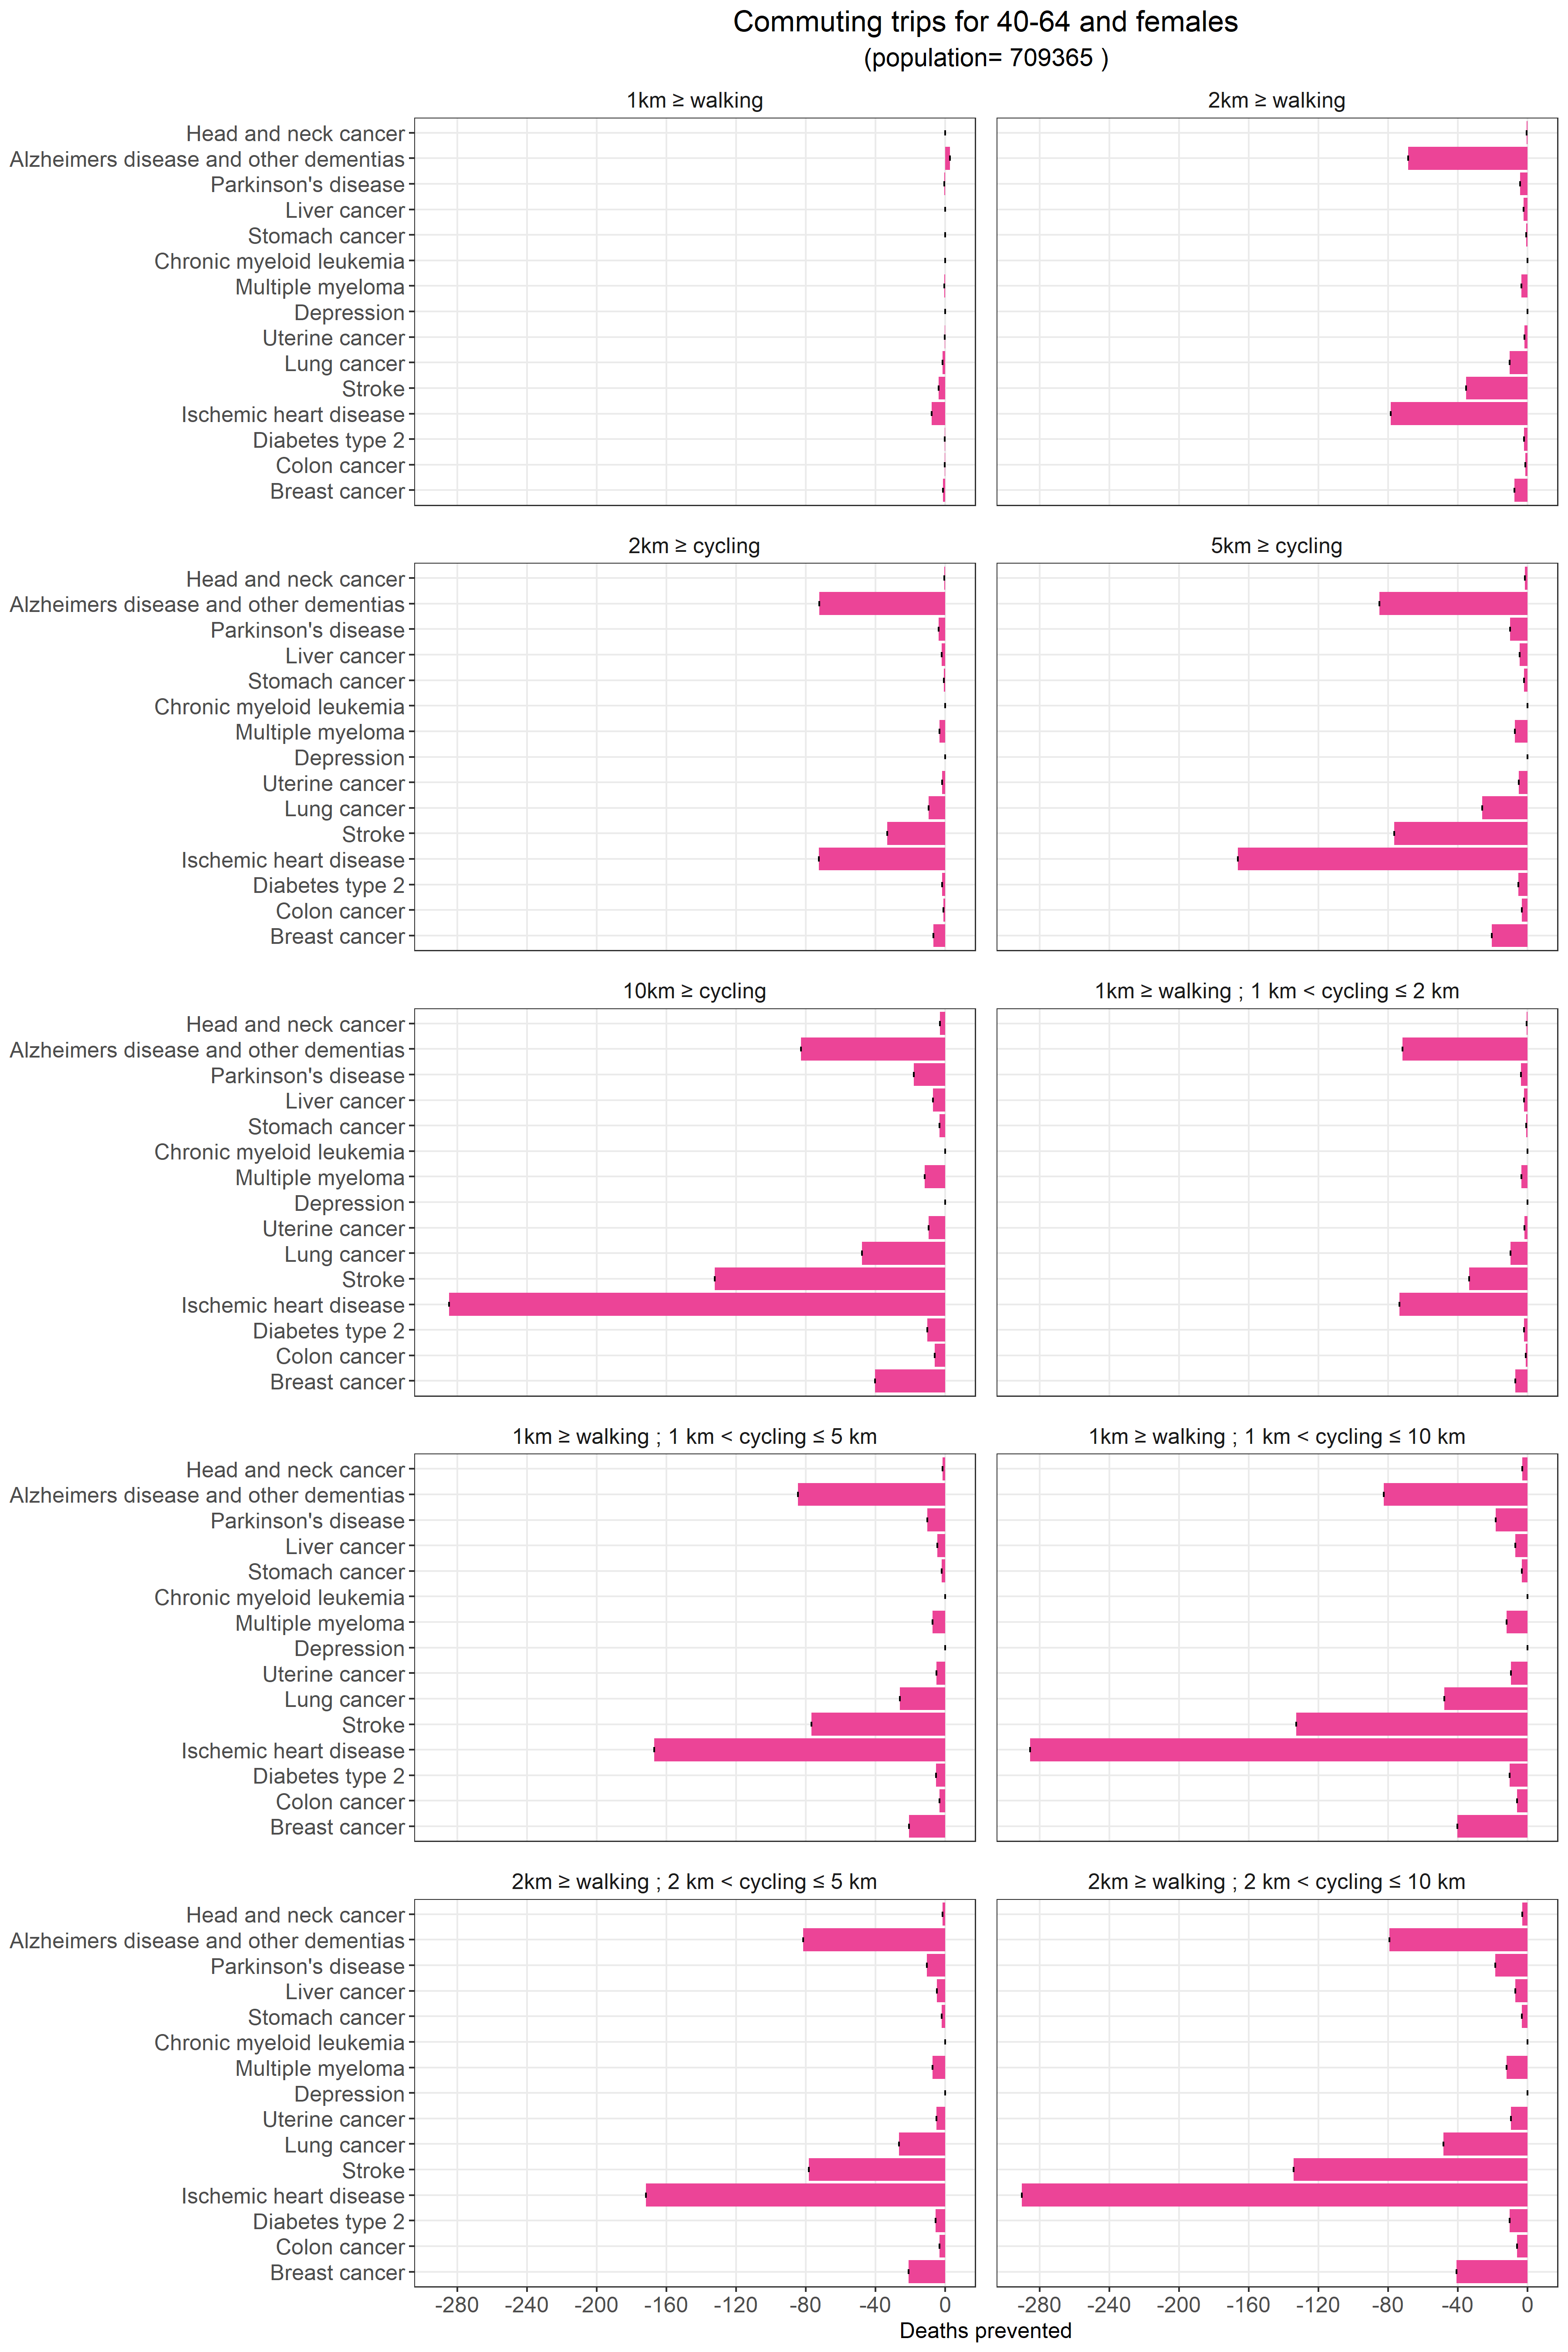 Commuting trips for 40-64 and females
(population= 709365 )
1km ≥ walking
2km ≥ walking
Head and neck cancer
Alzheimers disease and other dementias
Parkinson's disease
Liver cancer
Stomach cancer
Chronic myeloid leukemia
Multiple myeloma
Depression
Uterine cancer
Lung cancer
Stroke
Ischemic heart disease
Diabetes type 2
Colon cancer
Breast cancer
2km ≥ cycling
5km ≥ cycling
Head and neck cancer
Alzheimers disease and other dementias
Parkinson's disease
Liver cancer
Stomach cancer
Chronic myeloid leukemia
Multiple myeloma
Depression
Uterine cancer
Lung cancer
Stroke
Ischemic heart disease
Diabetes type 2
Colon cancer
Breast cancer
10km ≥ cycling
1km ≥ walking ; 1 km < cycling ≤ 2 km
Head and neck cancer
Alzheimers disease and other dementias
Parkinson's disease
Liver cancer
Stomach cancer
Chronic myeloid leukemia
Multiple myeloma
Depression
Uterine cancer
Lung cancer
Stroke
Ischemic heart disease
Diabetes type 2
Colon cancer
Breast cancer
1km ≥ walking ; 1 km < cycling ≤ 5 km
1km ≥ walking ; 1 km < cycling ≤ 10 km
Head and neck cancer
Alzheimers disease and other dementias
Parkinson's disease
Liver cancer
Stomach cancer
Chronic myeloid leukemia
Multiple myeloma
Depression
Uterine cancer
Lung cancer
Stroke
Ischemic heart disease
Diabetes type 2
Colon cancer
Breast cancer
2km ≥ walking ; 2 km < cycling ≤ 5 km
2km ≥ walking ; 2 km < cycling ≤ 10 km
Head and neck cancer
Alzheimers disease and other dementias
Parkinson's disease
Liver cancer
Stomach cancer
Chronic myeloid leukemia
Multiple myeloma
Depression
Uterine cancer
Lung cancer
Stroke
Ischemic heart disease
Diabetes type 2
Colon cancer
Breast cancer
-280 -240 -200 -160 -120 -80 -40 0
-280 -240 -200 -160 -120 -80 -40 0
Deaths prevented